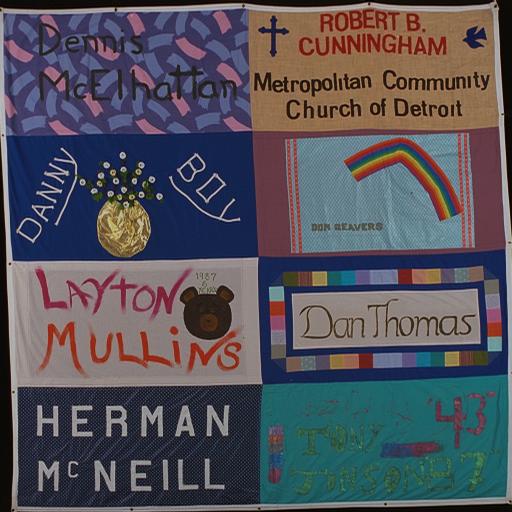 Dennis
McElhattan
ROBERT B.
CUNNINGHAM
Metropolitan Community
Church of Detroit
DANNY BOY
DON BEAVERS
LAYTON
MULLINS
1987
Dan Thomas
HERMAN
McNEILL
TONY '43